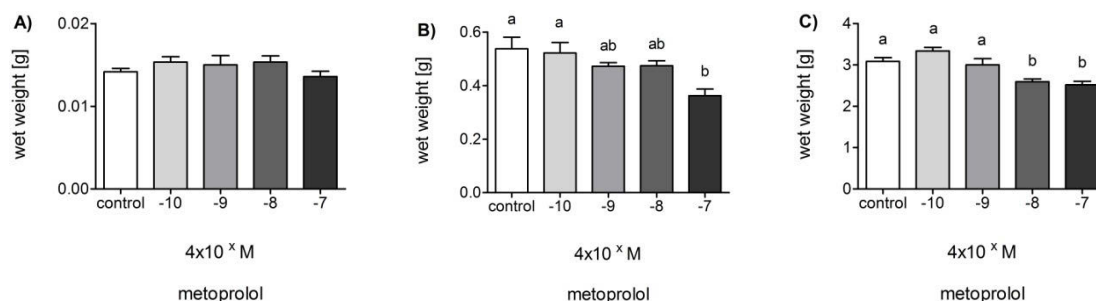 A)
wet weight [g]
0.02
0.01
0.00
control -10 -9 -8 -7
4x10 x M
metoprolol
B)
wet weight [g]
0.6
0.4
0.2
0.0
a a ab ab b
control -10 -9 -8 -7
4x10 x M
metoprolol
C)
wet weight [g]
4
3
2
1
0
a a a b b
control -10 -9 -8 -7
4x10 x M
metoprolol